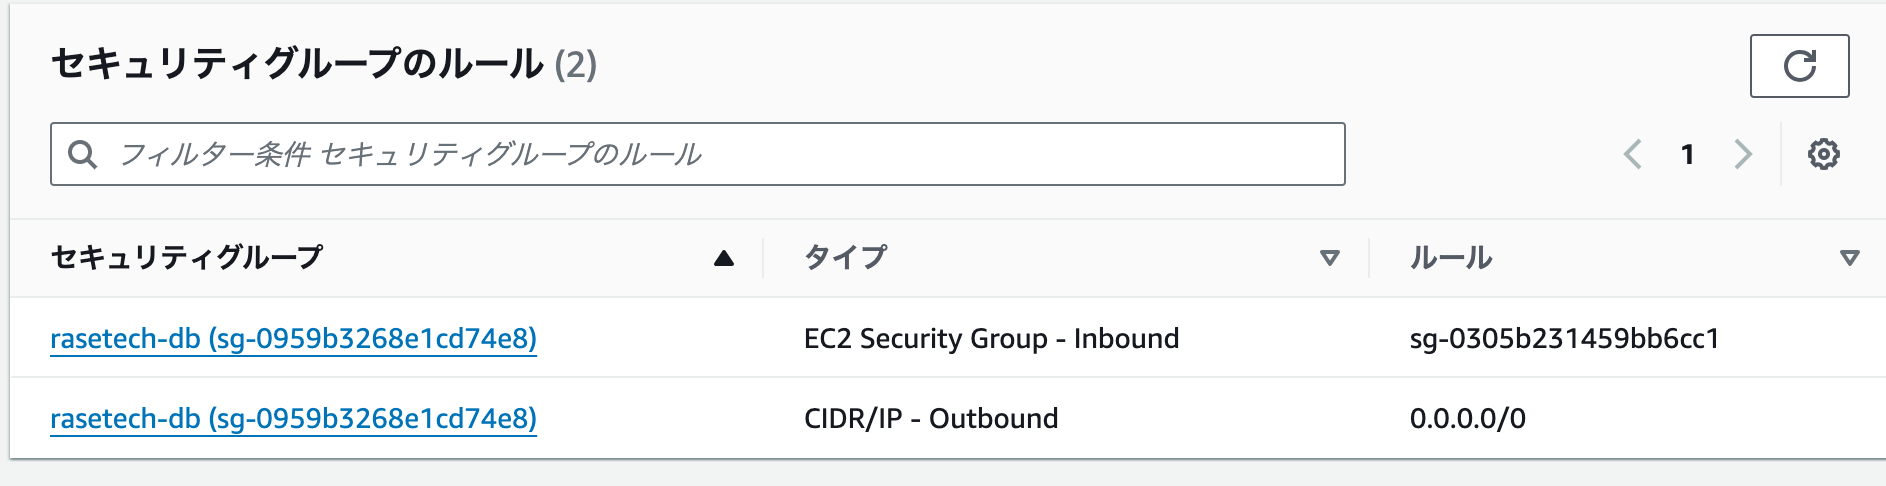 セキュリティグループのルール (2)
フィルター条件 セキュリティグループのルール
1
セキュリティグループ タイプ ルール
rasetech-db (sg-0959b3268e1cd74e8) EC2 Security Group - Inbound sg-0305b231459bb6cc1
rasetech-db (sg-0959b3268e1cd74e8) CIDR/IP - Outbound 0.0.0.0/0